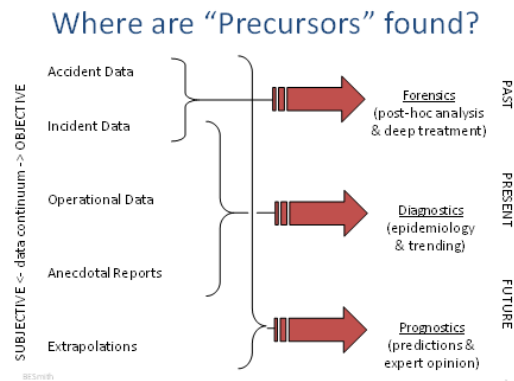 Where are “Precursors” found?
SUBJECTIVE <- data continuum -> OBJECTIVE
Accident Data
Incident Data
Operational Data
Anecdotal Reports
Extrapolations
Forensics
(post-hoc analysis
& deep treatment)
Diagnostics
(epidemiology
& trending)
Prognostics
(predictions &
expert opinion)
PAST
PRESENT
FUTURE
BESmith